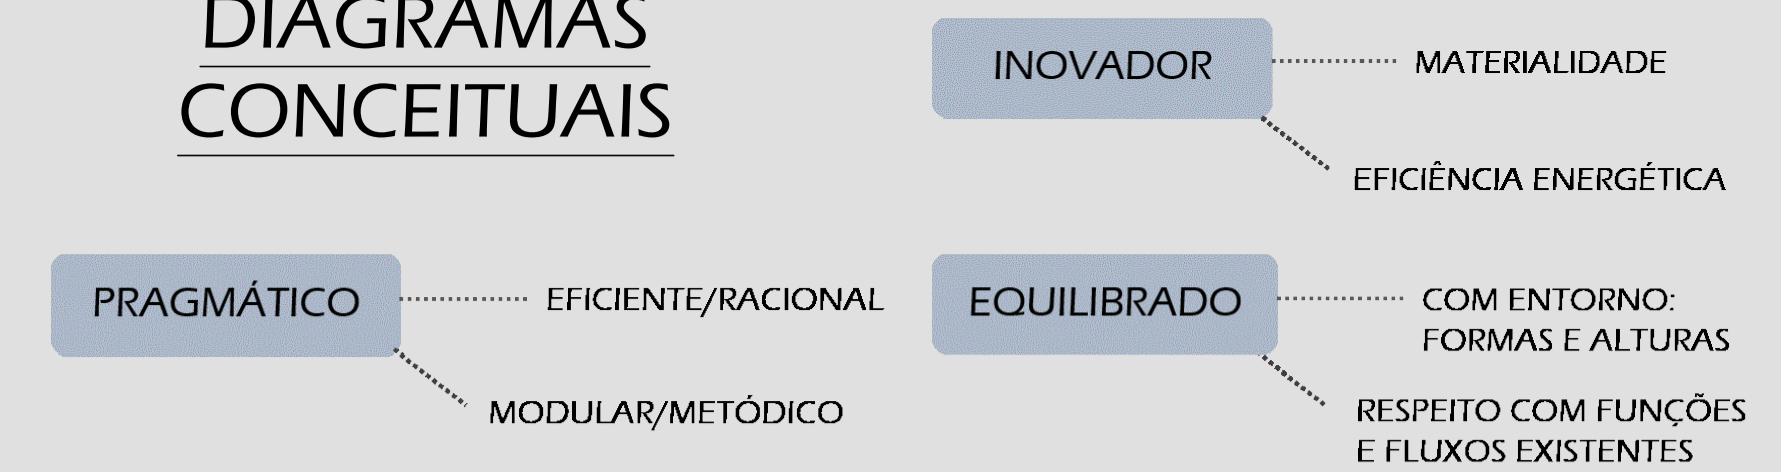 DIAGRAMAS
CONCEITUAIS
INOVADOR
MATERIALIDADE
EFICIÊNCIA ENERGÉTICA
PRAGMÁTICO
EFICIENTE/RACIONAL
MODULAR/METÓDICO
EQUILIBRADO
COM ENTORNO:
FORMAS E ALTURAS
RESPEITO COM FUNÇÕES
E FLUXOS EXISTENTES